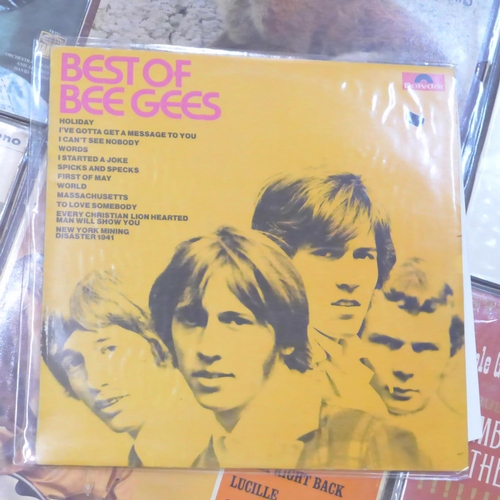 BEST OF
BEE GEES
Polydor
HOLIDAY
I'VE GOTTA GET A MESSAGE TO YOU
I CAN'T SEE NOBODY
WORDS
I STARTED A JOKE
SPICKS AND SPECKS
FIRST OF MAY
WORLD
MASSACHUSETTS
TO LOVE SOMEBODY
EVERY CHRISTIAN LION HEARTED
MAN WILL SHOW YOU
NEW YORK MINING
DISASTER 1941
RIGHT BACK
LUCILLE